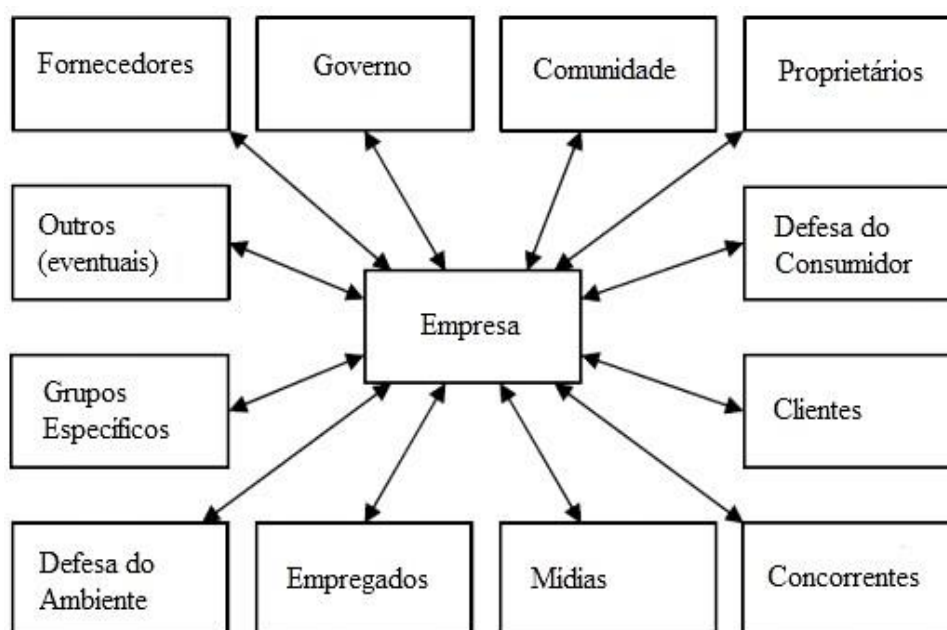 Fornecedores
Governo
Comunidade
Proprietários
Outros
(eventuais)
Defesa do
Consumidor
Empresa
Grupos
Específicos
Clientes
Defesa do
Ambiente
Empregados
Mídias
Concorrentes